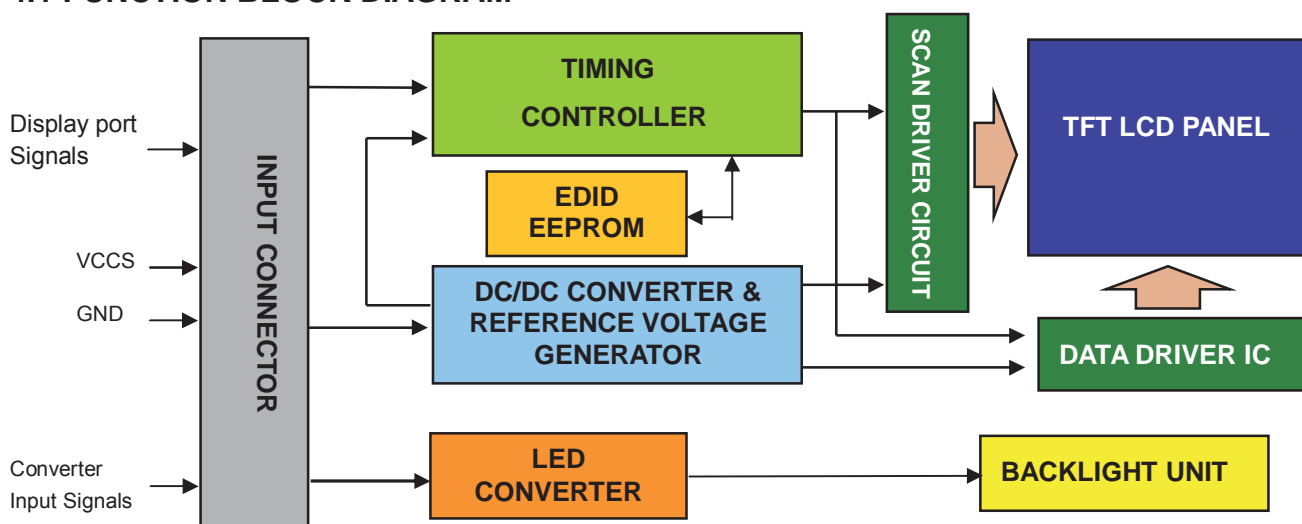 Display port
Signals
VCCS
GND
Converter
Input Signals
INPUT CONNECTOR
TIMING
CONTROLLER
EDID
EEPROM
DC/DC CONVERTER &
REFERENCE VOLTAGE
GENERATOR
LED
CONVERTER
SCAN DRIVER CIRCUIT
TFT LCD PANEL
DATA DRIVER IC
BACKLIGHT UNIT